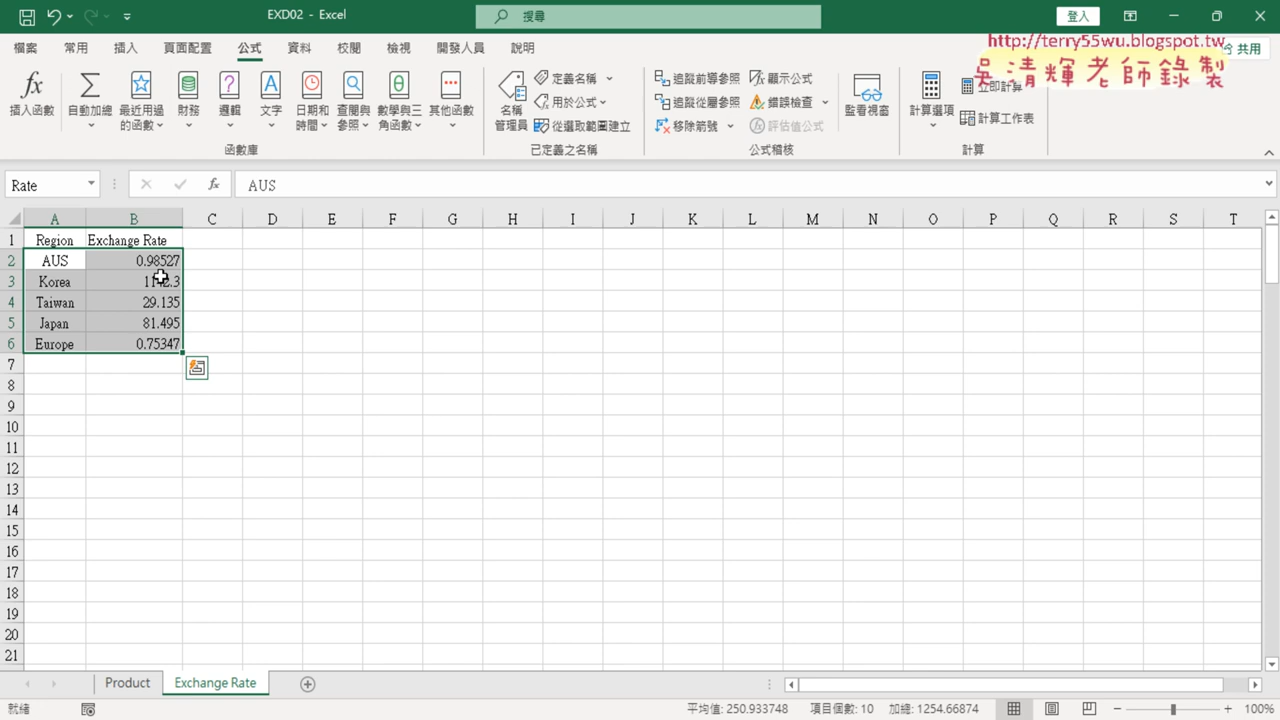 EXD02 - Excel
搜尋
登入
http://terry55wu.blogspot.tw
吳清輝老師錄製
檔案 常用 插入 頁面配置 公式 資料 校閱 檢視 開發人員 說明 共用
插入函數
自動加總
最近用過的函數
財務
邏輯
文字
日期和時間
查閱與參照
數學與三角函數
其他函數
函數庫
名稱管理員
定義名稱
用於公式
從選取範圍建立
已定義之名稱
追蹤前導參照
追蹤從屬參照
移除箭號
顯示公式
錯誤檢查
評估值公式
公式稽核
監看視窗
計算選項
立即計算
計算工作表
計算
Rate
fx
AUS
A B C D E F G H I J K L M N O P Q R S T
1 Region Exchange Rate
2 AUS 0.98527
3 Korea
4 Taiwan 29.135
5 Japan 81.495
6 Europe 0.75347
7
8
9
10
11
12
13
14
15
16
17
18
19
20
21
Product Exchange Rate
就緒 平均值: 250.933748 項目個數: 10 加總: 1254.66874 100%